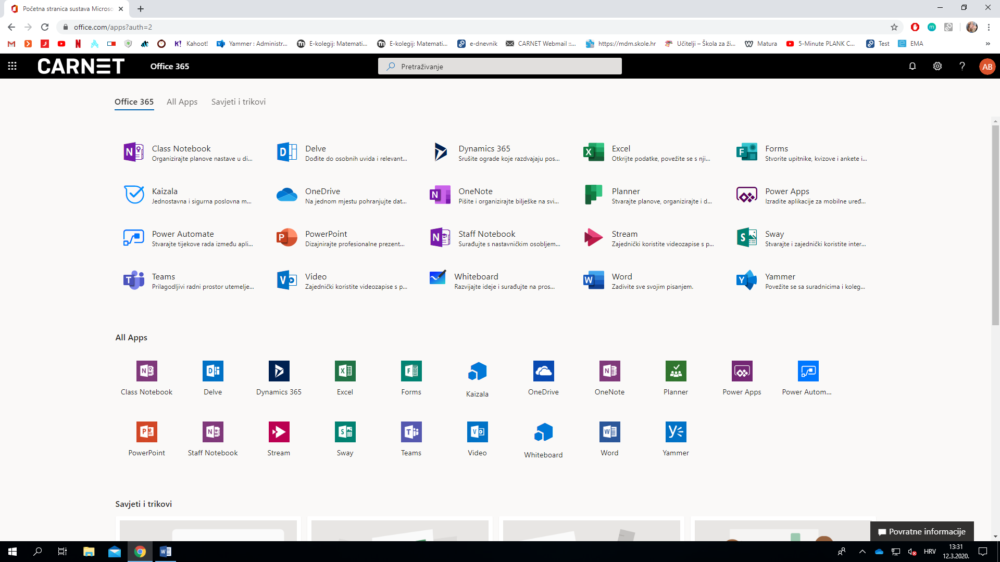 Početna stranica sustava Microso
office.com/apps?auth=2
Kahoot!
Yammer : Administr...
E-kolegij: Matemati...
E-kolegij: Matemati...
e-dnevnik
CARNET Webmail ::...
https://mdm.skole.hr
Učitelji – Škola za ži...
Matura
5-Minute PLANK C...
Test
EMA
CARNET
Office 365
Pretraživanje
AB
Office 365
All Apps
Savjeti i trikovi
Class Notebook
Organizirajte planove nastave u di...
Delve
Dođite do osobnih uvida i relevant...
Dynamics 365
Srušite ograde koje razdvajaju pos...
Excel
Otkrijte podatke, povežite se s nji...
Forms
Stvorite upitnike, kvizove i ankete i...
Kaizala
Jednostavna i sigurna poslovna m...
OneDrive
Na jednom mjestu pohranjujte dat...
OneNote
Pišite i organizirajte bilješke na svi...
Planner
Stvarajte planove, organizirajte i d...
Power Apps
Izradite aplikacije za mobilne uređ...
Power Automate
Stvarajte tijekove rada između apli...
PowerPoint
Dizajnirajte profesionalne prezent...
Staff Notebook
Surađujte s nastavničkim osobljem...
Stream
Zajednički koristite videozapise s p...
Sway
Stvarajte i zajednički koristite inter...
Teams
Prilagodljivi radni prostor utemelje...
Video
Zajednički koristite videozapise s p...
Whiteboard
Razvijajte ideje i surađujte na pros...
Word
Zadivite sve svojim pisanjem.
Yammer
Povežite se sa suradnicima i koleg...
All Apps
Class Notebook
Delve
Dynamics 365
Excel
Forms
Kaizala
OneDrive
OneNote
Planner
Power Apps
Power Autom...
PowerPoint
Staff Notebook
Stream
Sway
Teams
Video
Whiteboard
Word
Yammer
Savjeti i trikovi
Povratne informacije
HRV
13:31
12.3.2020.